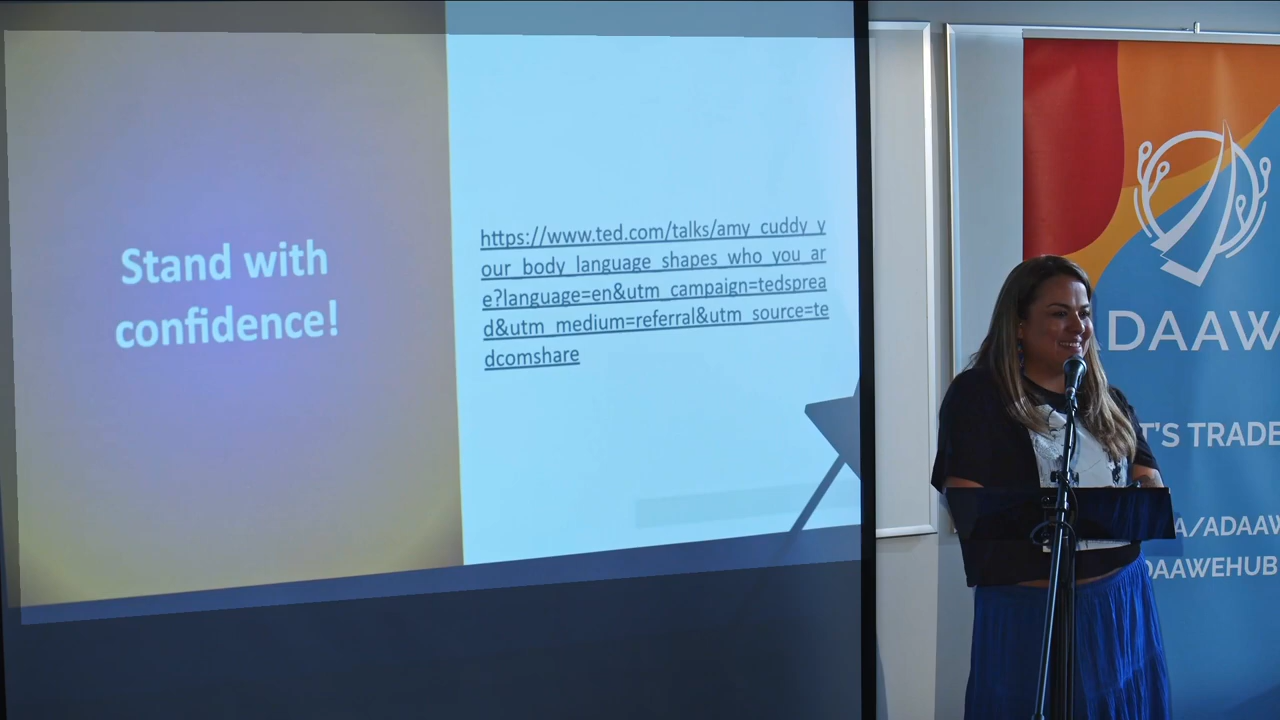 Stand with
confidence!
https://www.ted.com/talks/amy_cuddy_y
our_body_language_shapes_who_you_ar
e?language=en&utm_campaign=tedsprea
d&utm_medium=referral&utm_source=te
dcomshare
ADAAWE
T'S TRADE
A/ADAAW
DAAWEHUB